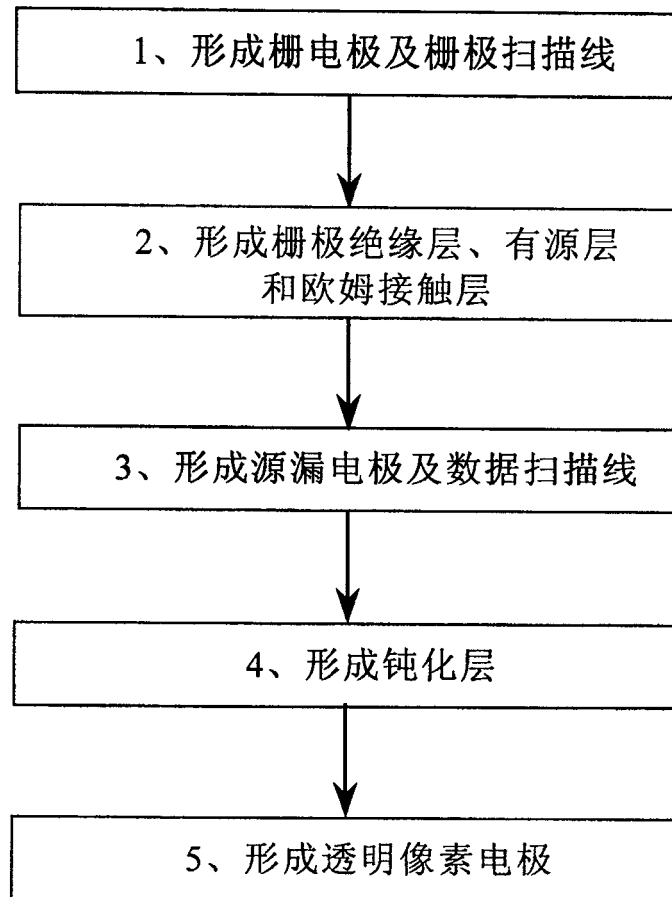 1、形成栅电极及栅极扫描线
2、形成栅极绝缘层、有源层
和欧姆接触层
3、形成源漏电极及数据扫描线
4、形成钝化层
5、形成透明像素电极